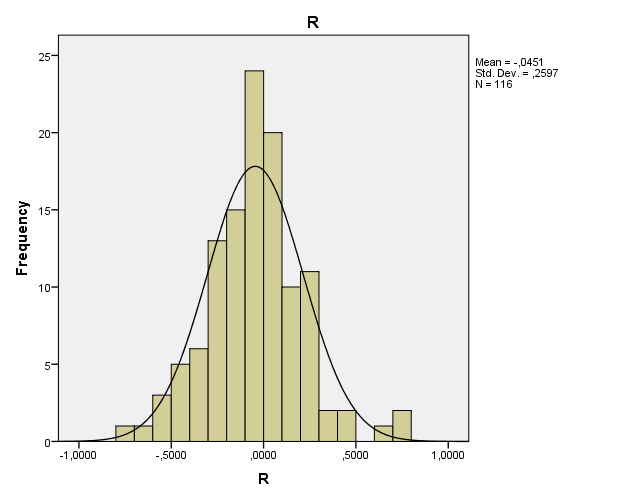 R
Mean = -,0451
Std. Dev. = ,2597
N = 116
Frequency
25
20
15
10
5
0
-1,0000 -,5000 ,0000 ,5000 1,0000
R